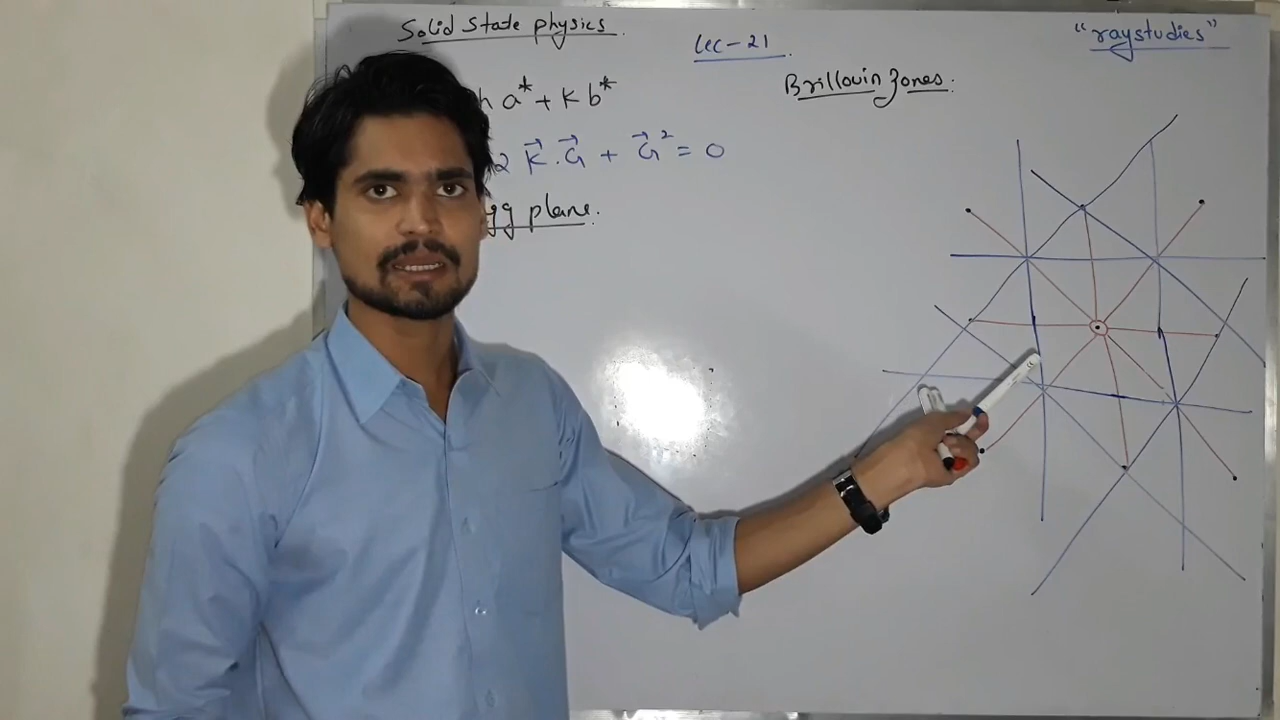 Solid State physics
Lec-21
"raystudies"
Brillouin Zones.
h a* + K b*
2 K⃗.G⃗ + G⃗² = 0
gg plane.